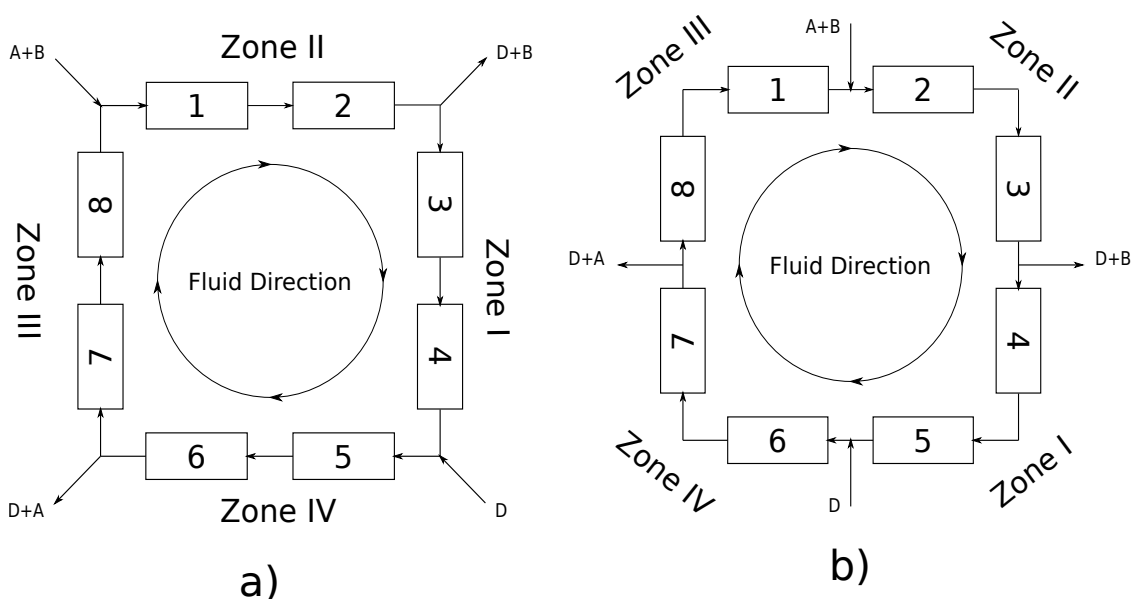 Zone II
A+B
D+B
1
2
8
3
Zone III
Fluid Direction
Zone I
7
4
6
5
D+A
Zone IV
D
a)
A+B
Zone III
Zone II
1
2
8
3
D+A
Fluid Direction
D+B
7
4
6
5
Zone IV
D
Zone I
b)